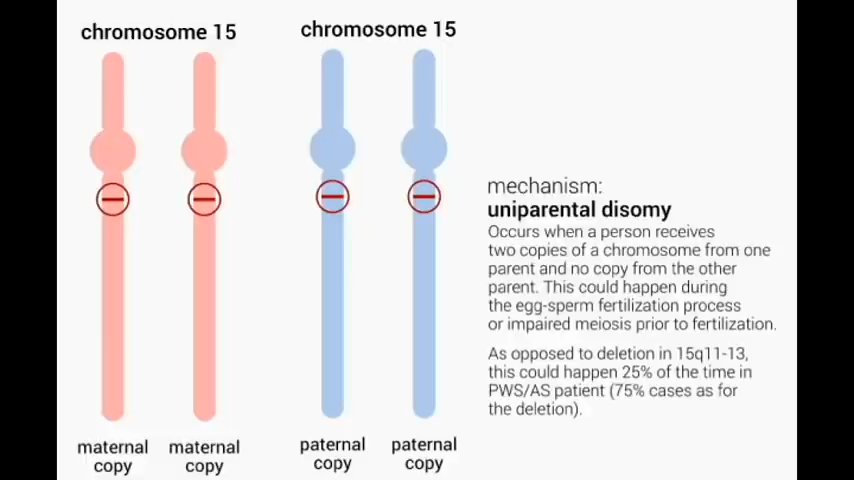 chromosome 15
chromosome 15
maternal
copy
maternal
copy
paternal
copy
paternal
copy
mechanism:
uniparental disomy
Occurs when a person receives
two copies of a chromosome from one
parent and no copy from the other
parent. This could happen during
the egg-sperm fertilization process
or impaired meiosis prior to fertilization.
As opposed to deletion in 15q11-13,
this could happen 25% of the time in
PWS/AS patient (75% cases as for
the deletion).